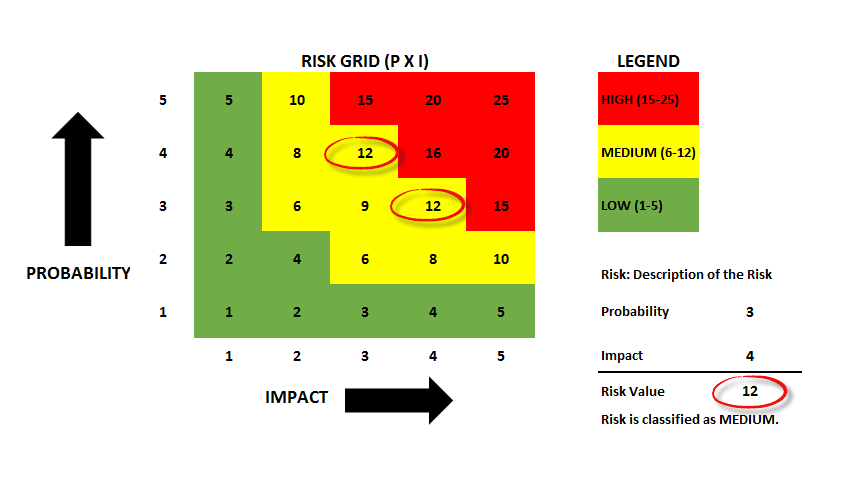 RISK GRID (P X I)
LEGEND
5 5 10 15 20 25
HIGH (15-25)
4 4 8 12 16 20
MEDIUM (6-12)
3 3 6 9 12 15
LOW (1-5)
2 2 4 6 8 10
PROBABILITY
1 1 2 3 4 5
1 2 3 4 5
IMPACT
Risk: Description of the Risk
Probability 3
Impact 4
Risk Value 12
Risk is classified as MEDIUM.